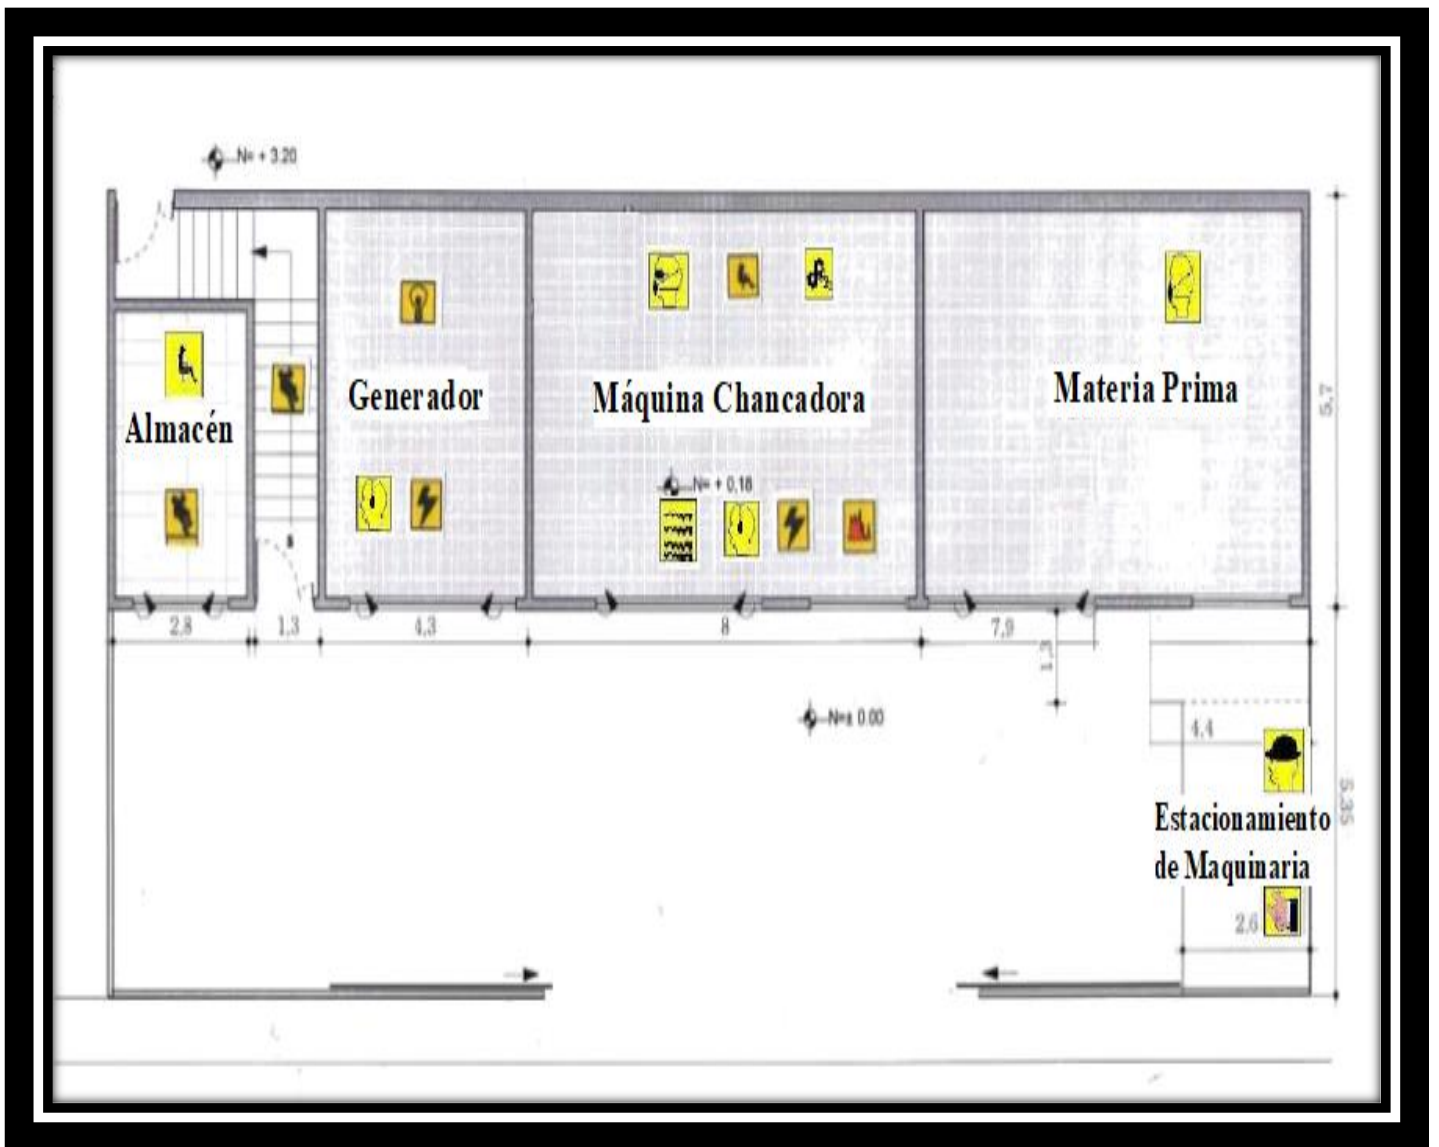 N= + 3.20
Generador
Máquina Chancadora
Materia Prima
Almacén
5,7
N= + 0.18
2,8
1,3
4,3
8
7,9
1,3
N=± 0.00
4,4
5,35
Estacionamiento
de Maquinaria
2,6